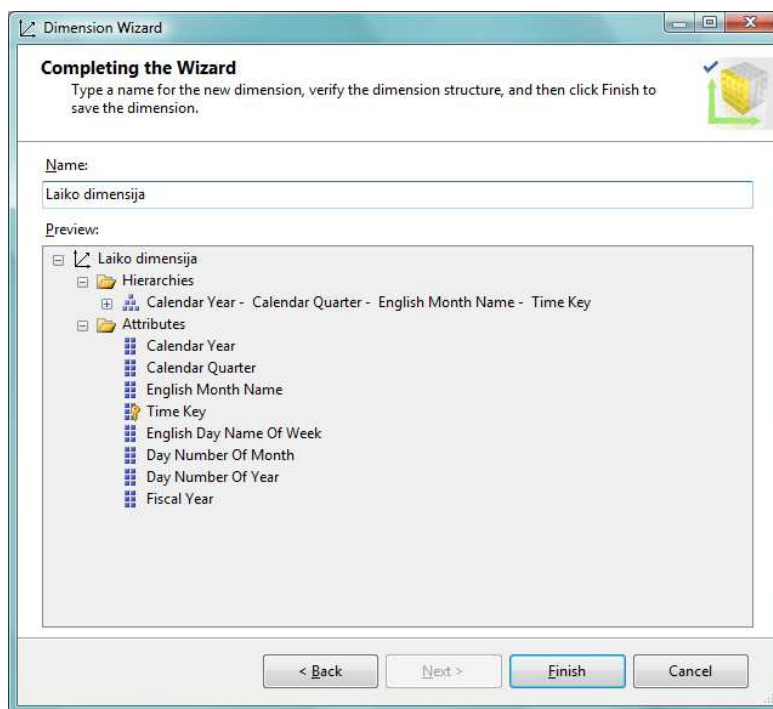 Dimension Wizard
Completing the Wizard
Type a name for the new dimension, verify the dimension structure, and then click Finish to
save the dimension.
Name:
Laiko dimensija
Preview:
Laiko dimensija
Hierarchies
Calendar Year - Calendar Quarter - English Month Name - Time Key
Attributes
Calendar Year
Calendar Quarter
English Month Name
Time Key
English Day Name Of Week
Day Number Of Month
Day Number Of Year
Fiscal Year
< Back Next > Finish Cancel